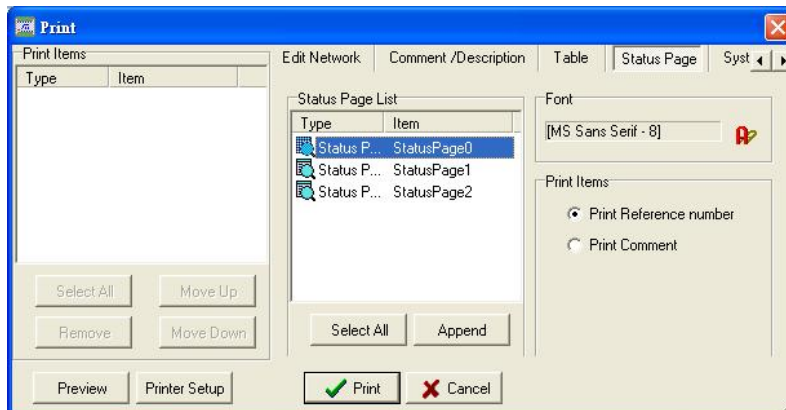 Print
Print Items
Type Item
Select All Move Up
Remove Move Down
Preview Printer Setup
Edit Network Comment /Description Table Status Page Syst
Status Page List
Type Item
Status P... StatusPage0
Status P... StatusPage1
Status P... StatusPage2
Select All Append
Font
[MS Sans Serif - 8]
Print Items
Print Reference number
Print Comment
Print Cancel